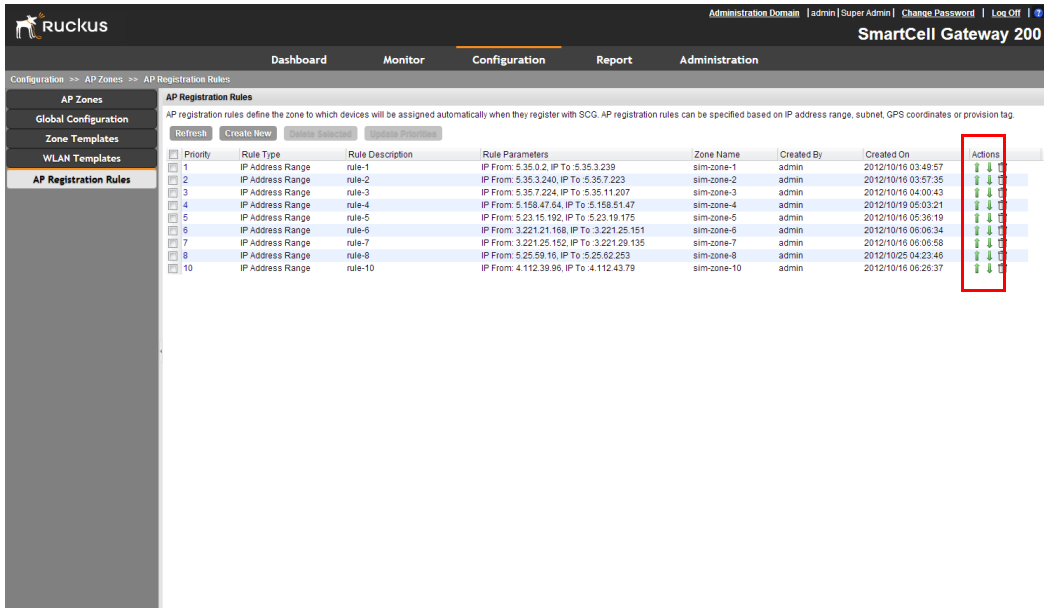 Ruckus
Administration Domain | admin | Super Admin | Change Password | Log Off | ?
SmartCell Gateway 200
Dashboard Monitor Configuration Report Administration
Configuration >> AP Zones >> AP Registration Rules
AP Zones
Global Configuration
Zone Templates
WLAN Templates
AP Registration Rules
AP Registration Rules
AP registration rules define the zone to which devices will be assigned automatically when they register with SCG. AP registration rules can be specified based on IP address range, subnet, GPS coordinates or provision tag.
Refresh Create New Delete Selected Update Priorities
Priority Rule Type Rule Description Rule Parameters Zone Name Created By Created On Actions
1 IP Address Range rule-1 IP From: 5.35.0.2, IP To :5.35.3.239 sim-zone-1 admin 2012/10/16 03:49:57
2 IP Address Range rule-2 IP From: 5.35.3.240, IP To :5.35.7.223 sim-zone-2 admin 2012/10/16 03:57:35
3 IP Address Range rule-3 IP From: 5.35.7.224, IP To :5.35.11.207 sim-zone-3 admin 2012/10/16 04:00:43
4 IP Address Range rule-4 IP From: 5.158.47.64, IP To :5.158.51.47 sim-zone-4 admin 2012/10/19 05:03:21
5 IP Address Range rule-5 IP From: 5.23.15.192, IP To :5.23.19.175 sim-zone-5 admin 2012/10/16 05:36:19
6 IP Address Range rule-6 IP From: 3.221.21.168, IP To :3.221.25.151 sim-zone-6 admin 2012/10/16 06:06:34
7 IP Address Range rule-7 IP From: 3.221.25.152, IP To :3.221.29.135 sim-zone-7 admin 2012/10/16 06:06:58
8 IP Address Range rule-8 IP From: 5.25.59.16, IP To :5.25.62.253 sim-zone-8 admin 2012/10/25 04:23:46
10 IP Address Range rule-10 IP From: 4.112.39.96, IP To :4.112.43.79 sim-zone-10 admin 2012/10/16 06:26:37